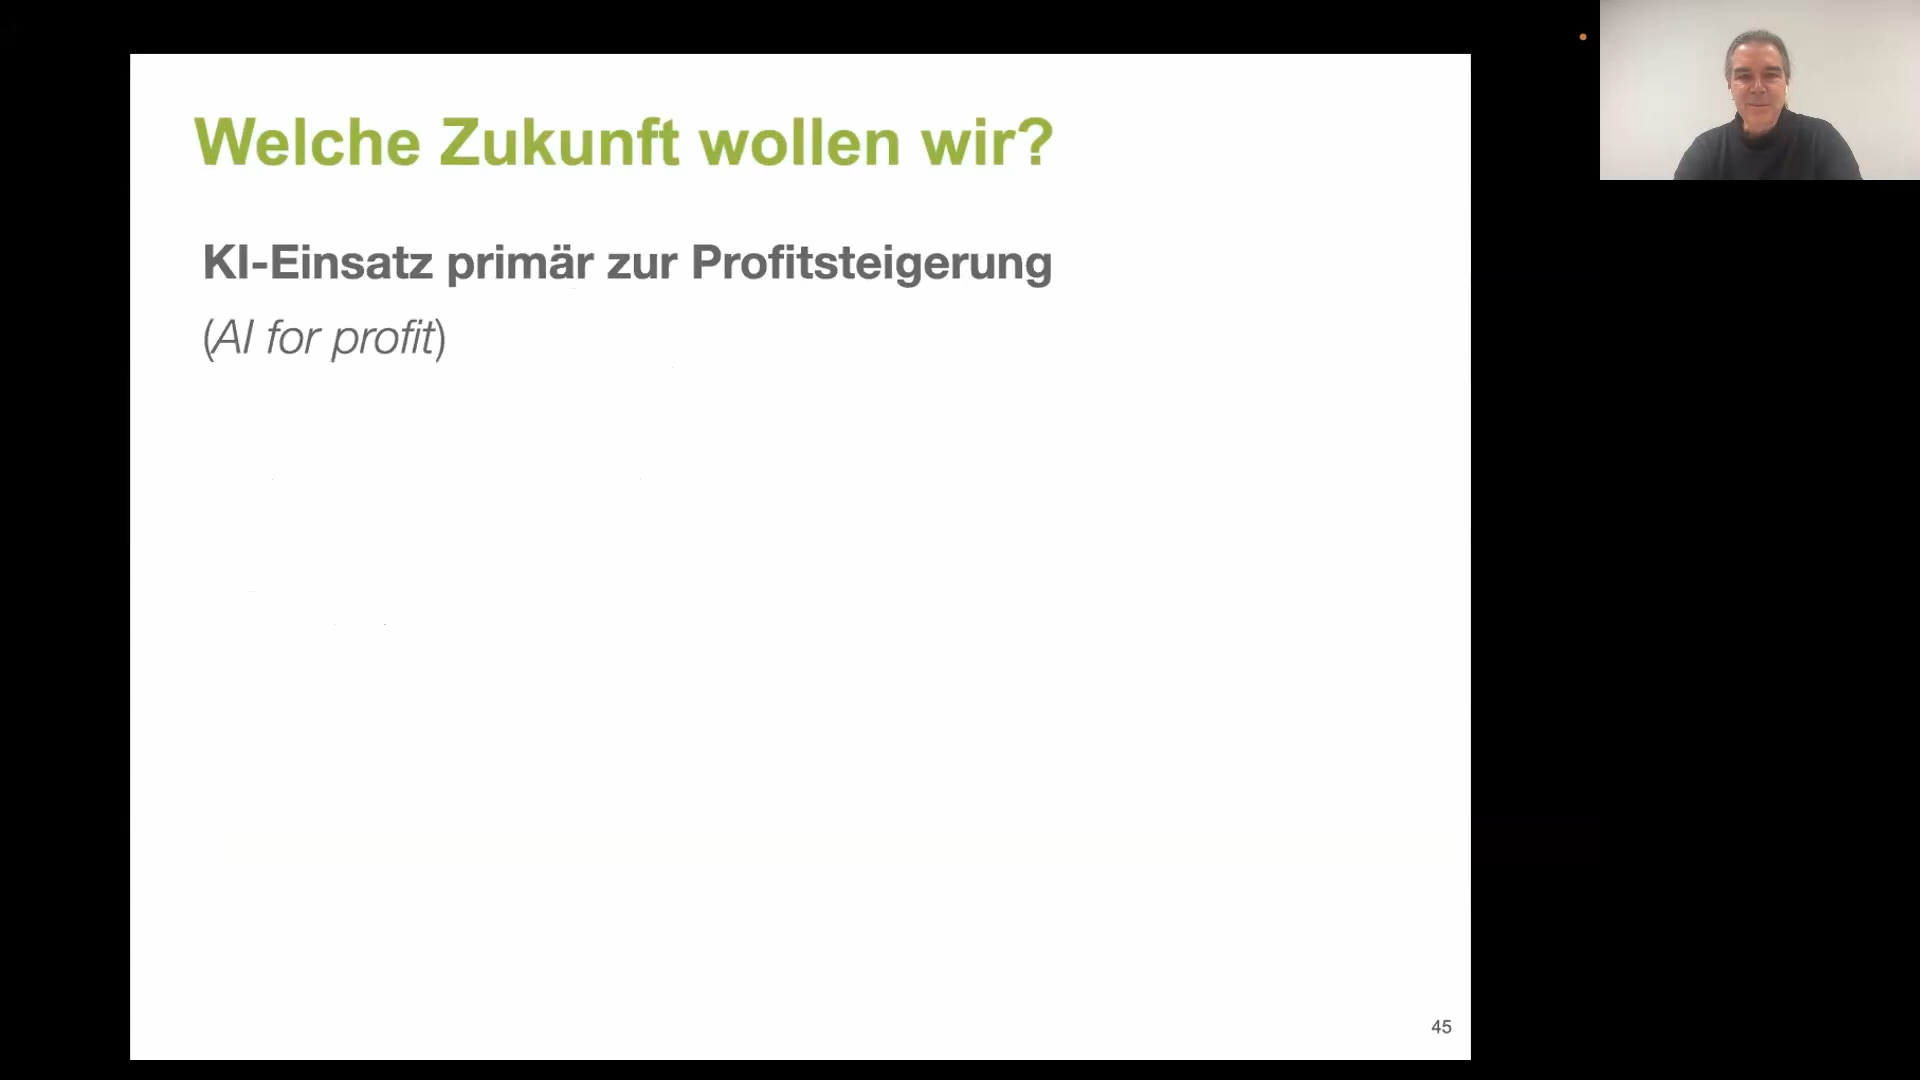 Welche Zukunft wollen wir?
KI-Einsatz primär zur Profitsteigerung
(AI for profit)
45